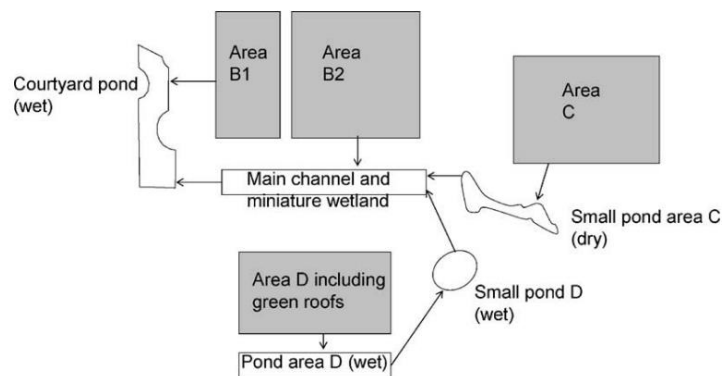 Area
B1
Area
B2
Courtyard pond
(wet)
Area
C
Main channel and
miniature wetland
Small pond area C
(dry)
Area D including
green roofs
Small pond D
(wet)
Pond area D (wet)